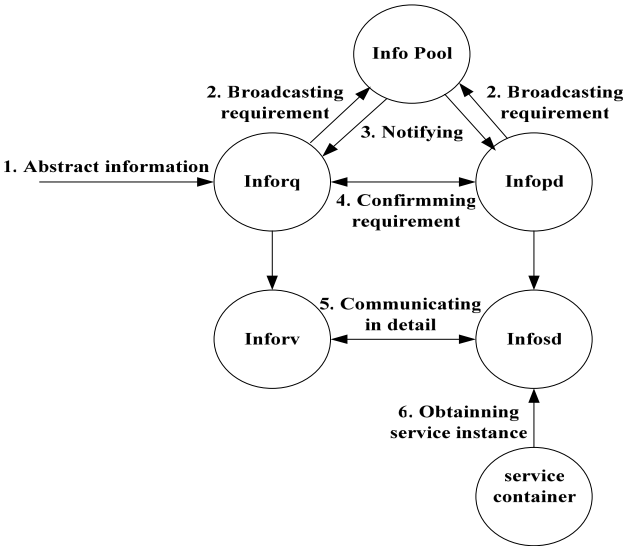 Info Pool
2. Broadcasting
requirement
2. Broadcasting
requirement
3. Notifying
1. Abstract information
Inforq
Infopd
4. Confirmming
requirement
5. Communicating
in detail
Inforv
Infosd
6. Obtainning
service instance
service
container